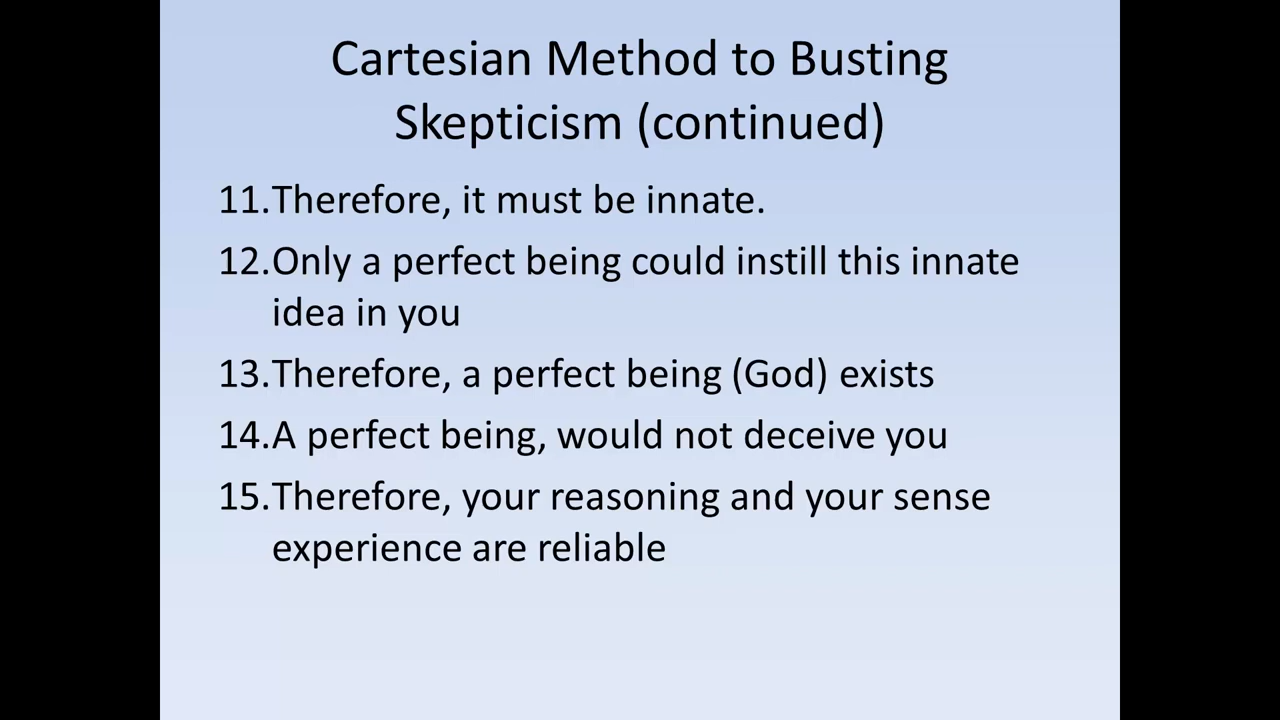 Cartesian Method to Busting
Skepticism (continued)
11.Therefore, it must be innate.
12.Only a perfect being could instill this innate
idea in you
13.Therefore, a perfect being (God) exists
14.A perfect being, would not deceive you
15.Therefore, your reasoning and your sense
experience are reliable